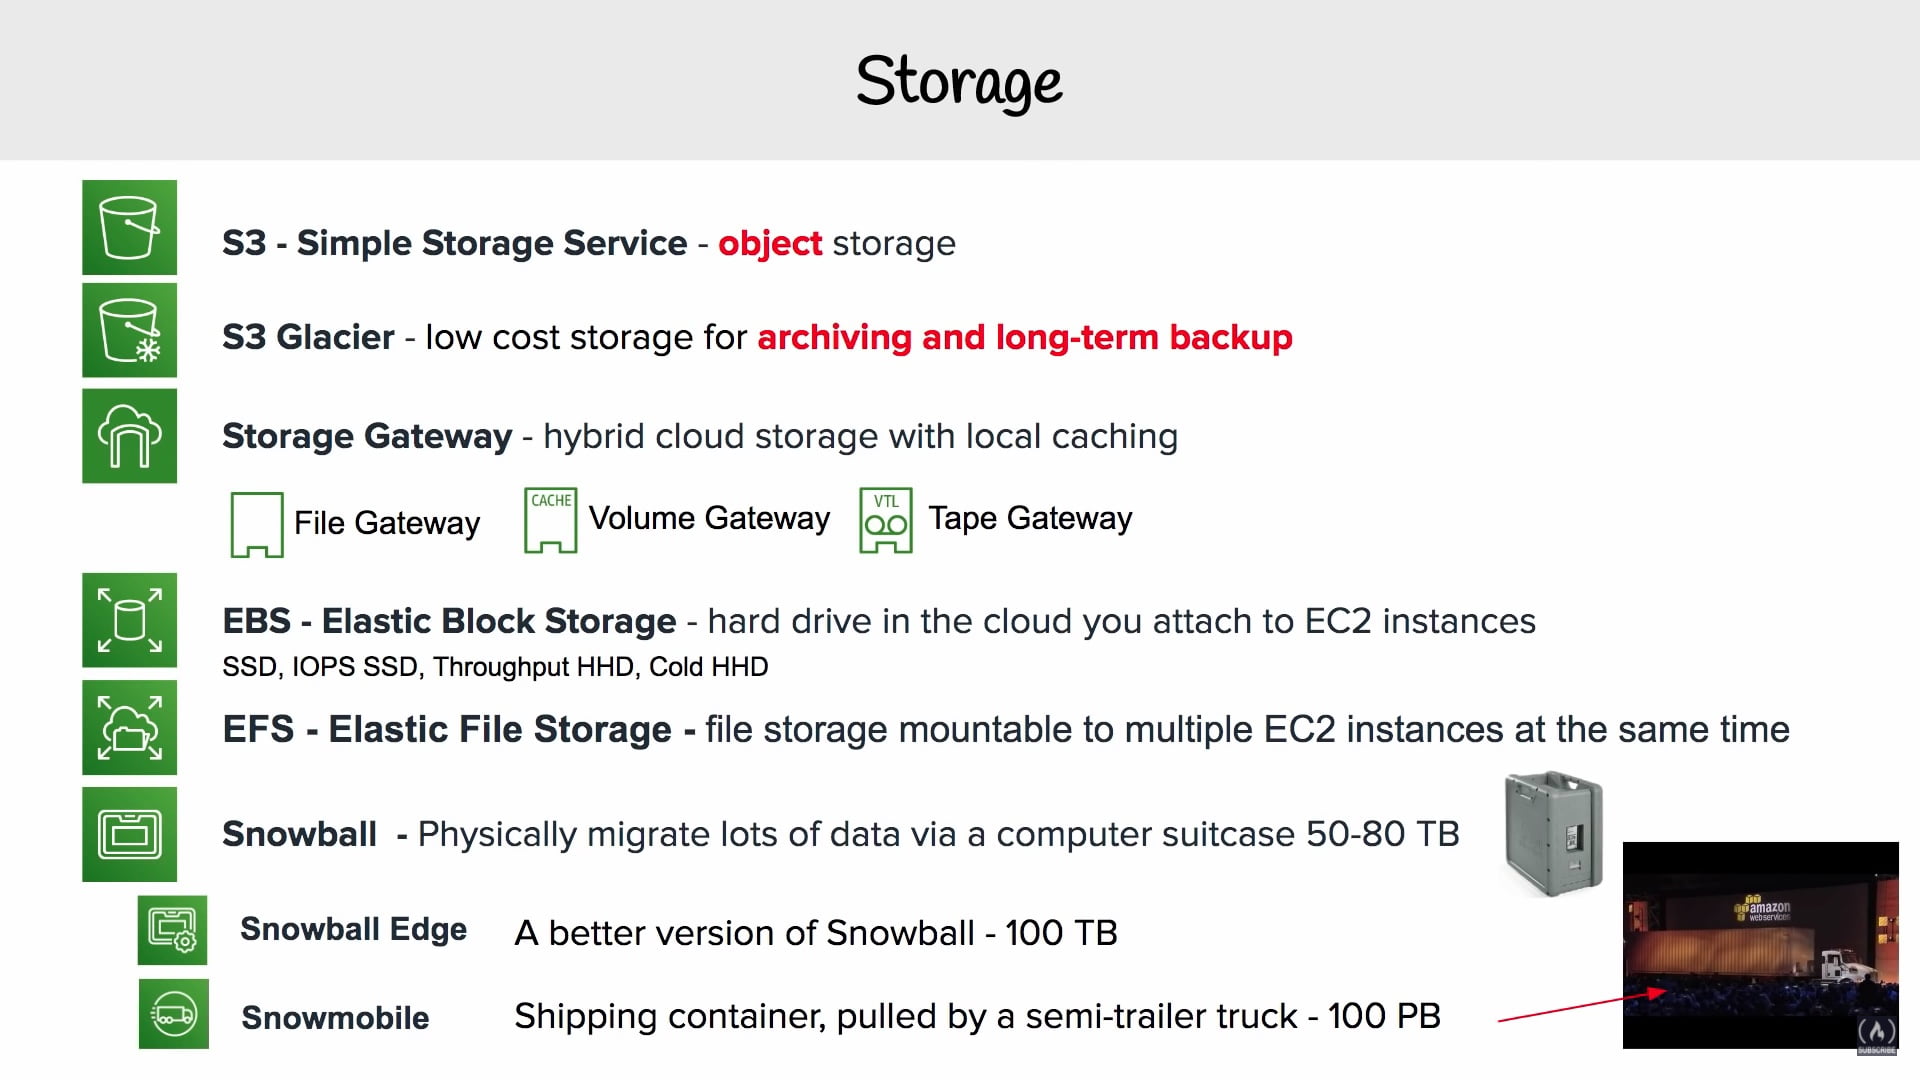 Storage
S3 - Simple Storage Service - object storage
S3 Glacier - low cost storage for archiving and long-term backup
Storage Gateway - hybrid cloud storage with local caching
File Gateway
CACHE
Volume Gateway
VTL
Tape Gateway
EBS - Elastic Block Storage - hard drive in the cloud you attach to EC2 instances
SSD, IOPS SSD, Throughput HHD, Cold HHD
EFS - Elastic File Storage - file storage mountable to multiple EC2 instances at the same time
Snowball - Physically migrate lots of data via a computer suitcase 50-80 TB
amazon
webservices
Snowball Edge A better version of Snowball - 100 TB
Snowmobile Shipping container, pulled by a semi-trailer truck - 100 PB
SUBSCRIBE